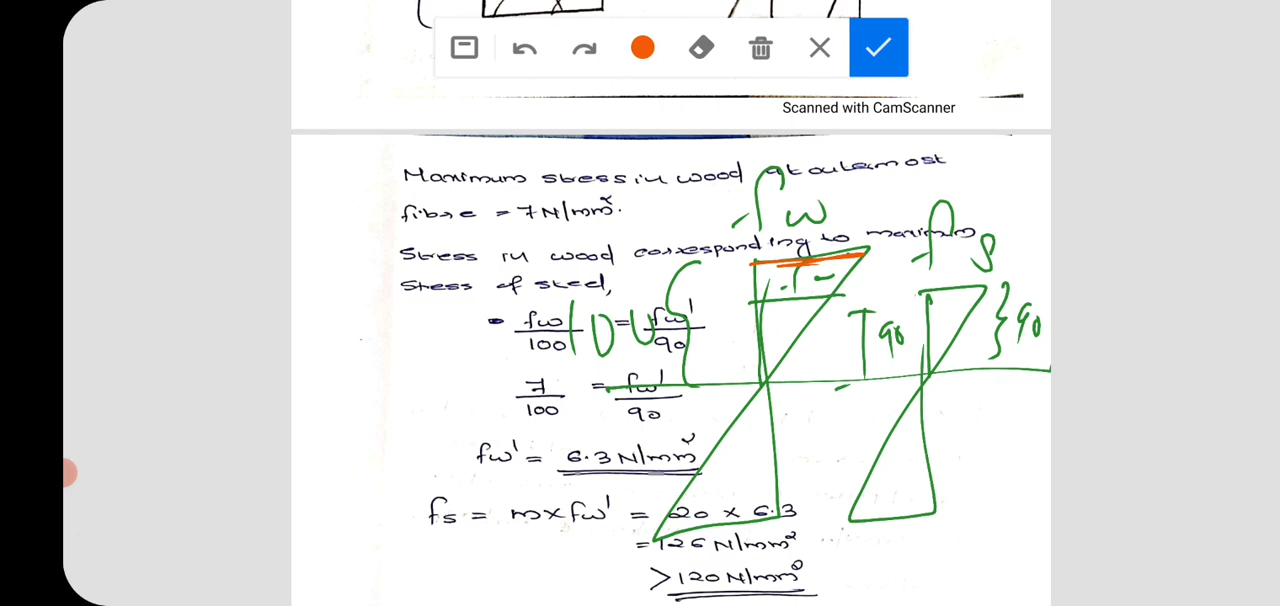 Scanned with CamScanner
Maximum stress in wood at outermost
fibre = 7 N/mm².
Stress in wood corresponding to maximum
stress of steel,
fw/100 = fw'/90
7/100 = fw'/90
fw' = 6.3 N/mm²
fs = m x fw' = 20 x 6.3
= 126 N/mm²
> 120 N/mm²
fw
fs
100
90
90